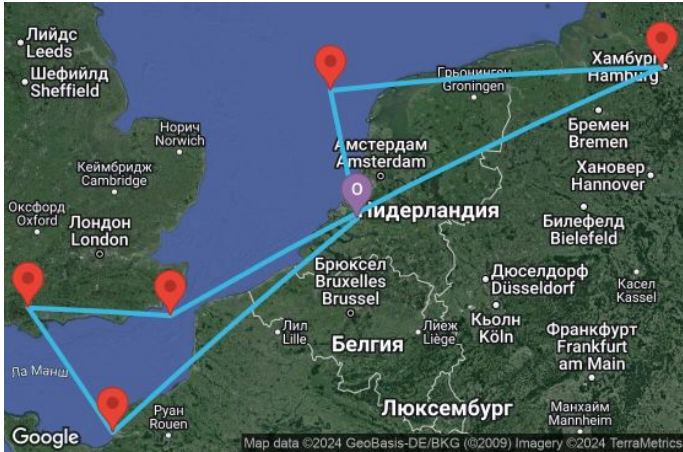 Лийдс
Leeds
Шефийлд
Sheffield
Норич
Norwich
Кеймбридж
Cambridge
Оксфорд
Oxford
Лондон
London
Грьонинген
Groningen
Хамбург
Hamburg
Бремен
Bremen
Амстердам
Amsterdam
Хановер
Hannover
Нидерландия
Билефелд
Bielefeld
Брюксел
Bruxelles
Brussel
Дюселдорф
Düsseldorf
Касел
Kassel
Лил
Lille
Лиеж
Liège
Кьолн
Köln
Белгия
Франкфурт
Frankfurt
am Main
Ла Манш
Люксембург
Руан
Rouen
Манхайм
Mannheim
O
Google
Map data ©2024 GeoBasis-DE/BKG (©2009) Imagery ©2024 TerraMetrics